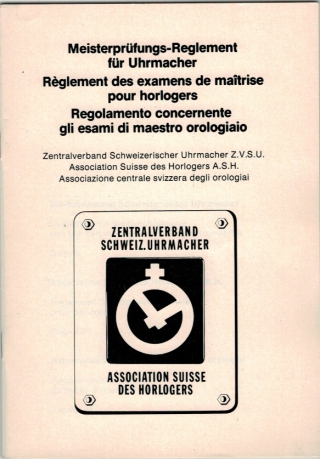 Meisterprüfungs-Reglement
für Uhrmacher
Règlement des examens de maîtrise
pour horlogers
Regolamento concernente
gli esami di maestro orologiaio
Zentralverband Schweizerischer Uhrmacher Z.V.S.U.
Association Suisse des Horlogers A.S.H.
Associazione centrale svizzera degli orologiai
ZENTRALVERBAND
SCHWEIZ.UHRMACHER
ASSOCIATION SUISSE
DES HORLOGERS